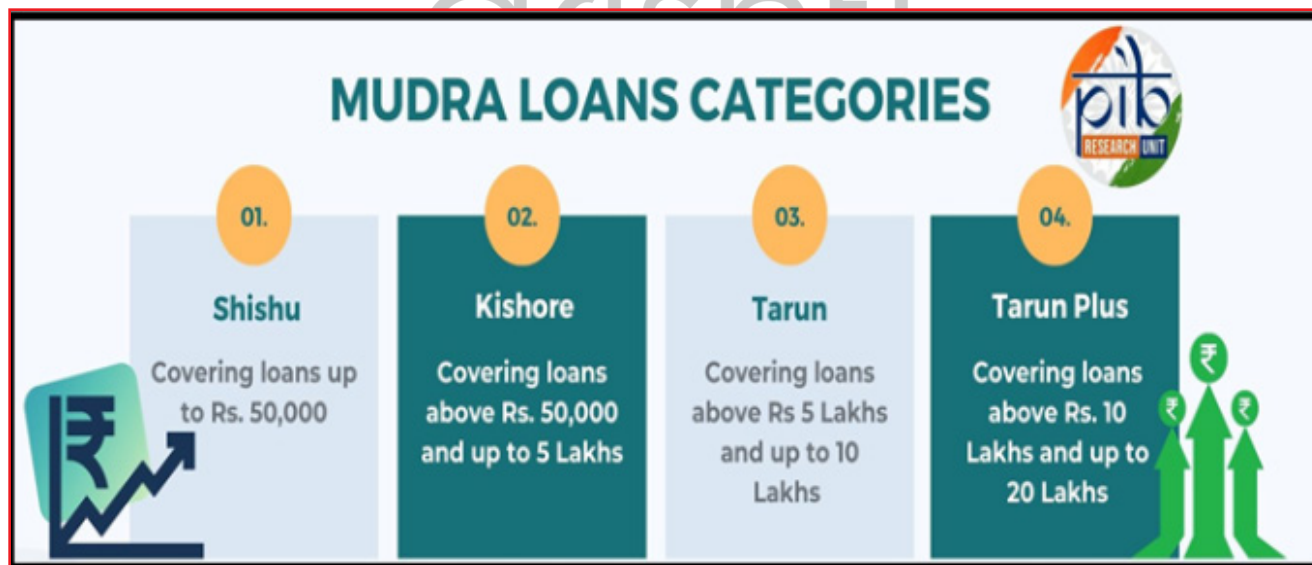 MUDRA LOANS CATEGORIES
pib
RESEARCH UNIT
01.
Shishu
Covering loans up
to Rs. 50,000
02.
Kishore
Covering loans
above Rs. 50,000
and up to 5 Lakhs
03.
Tarun
Covering loans
above Rs 5 Lakhs
and up to 10
Lakhs
04.
Tarun Plus
Covering loans
above Rs. 10
Lakhs and up to
20 Lakhs
₹
₹
₹
₹